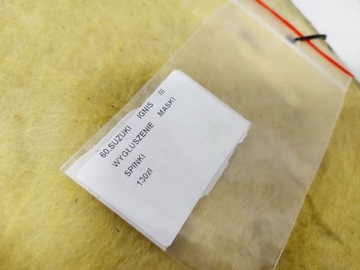 60.SUZUKI IGNIS III
WYGŁUSZENIE MASKI
SPINKI
130zł